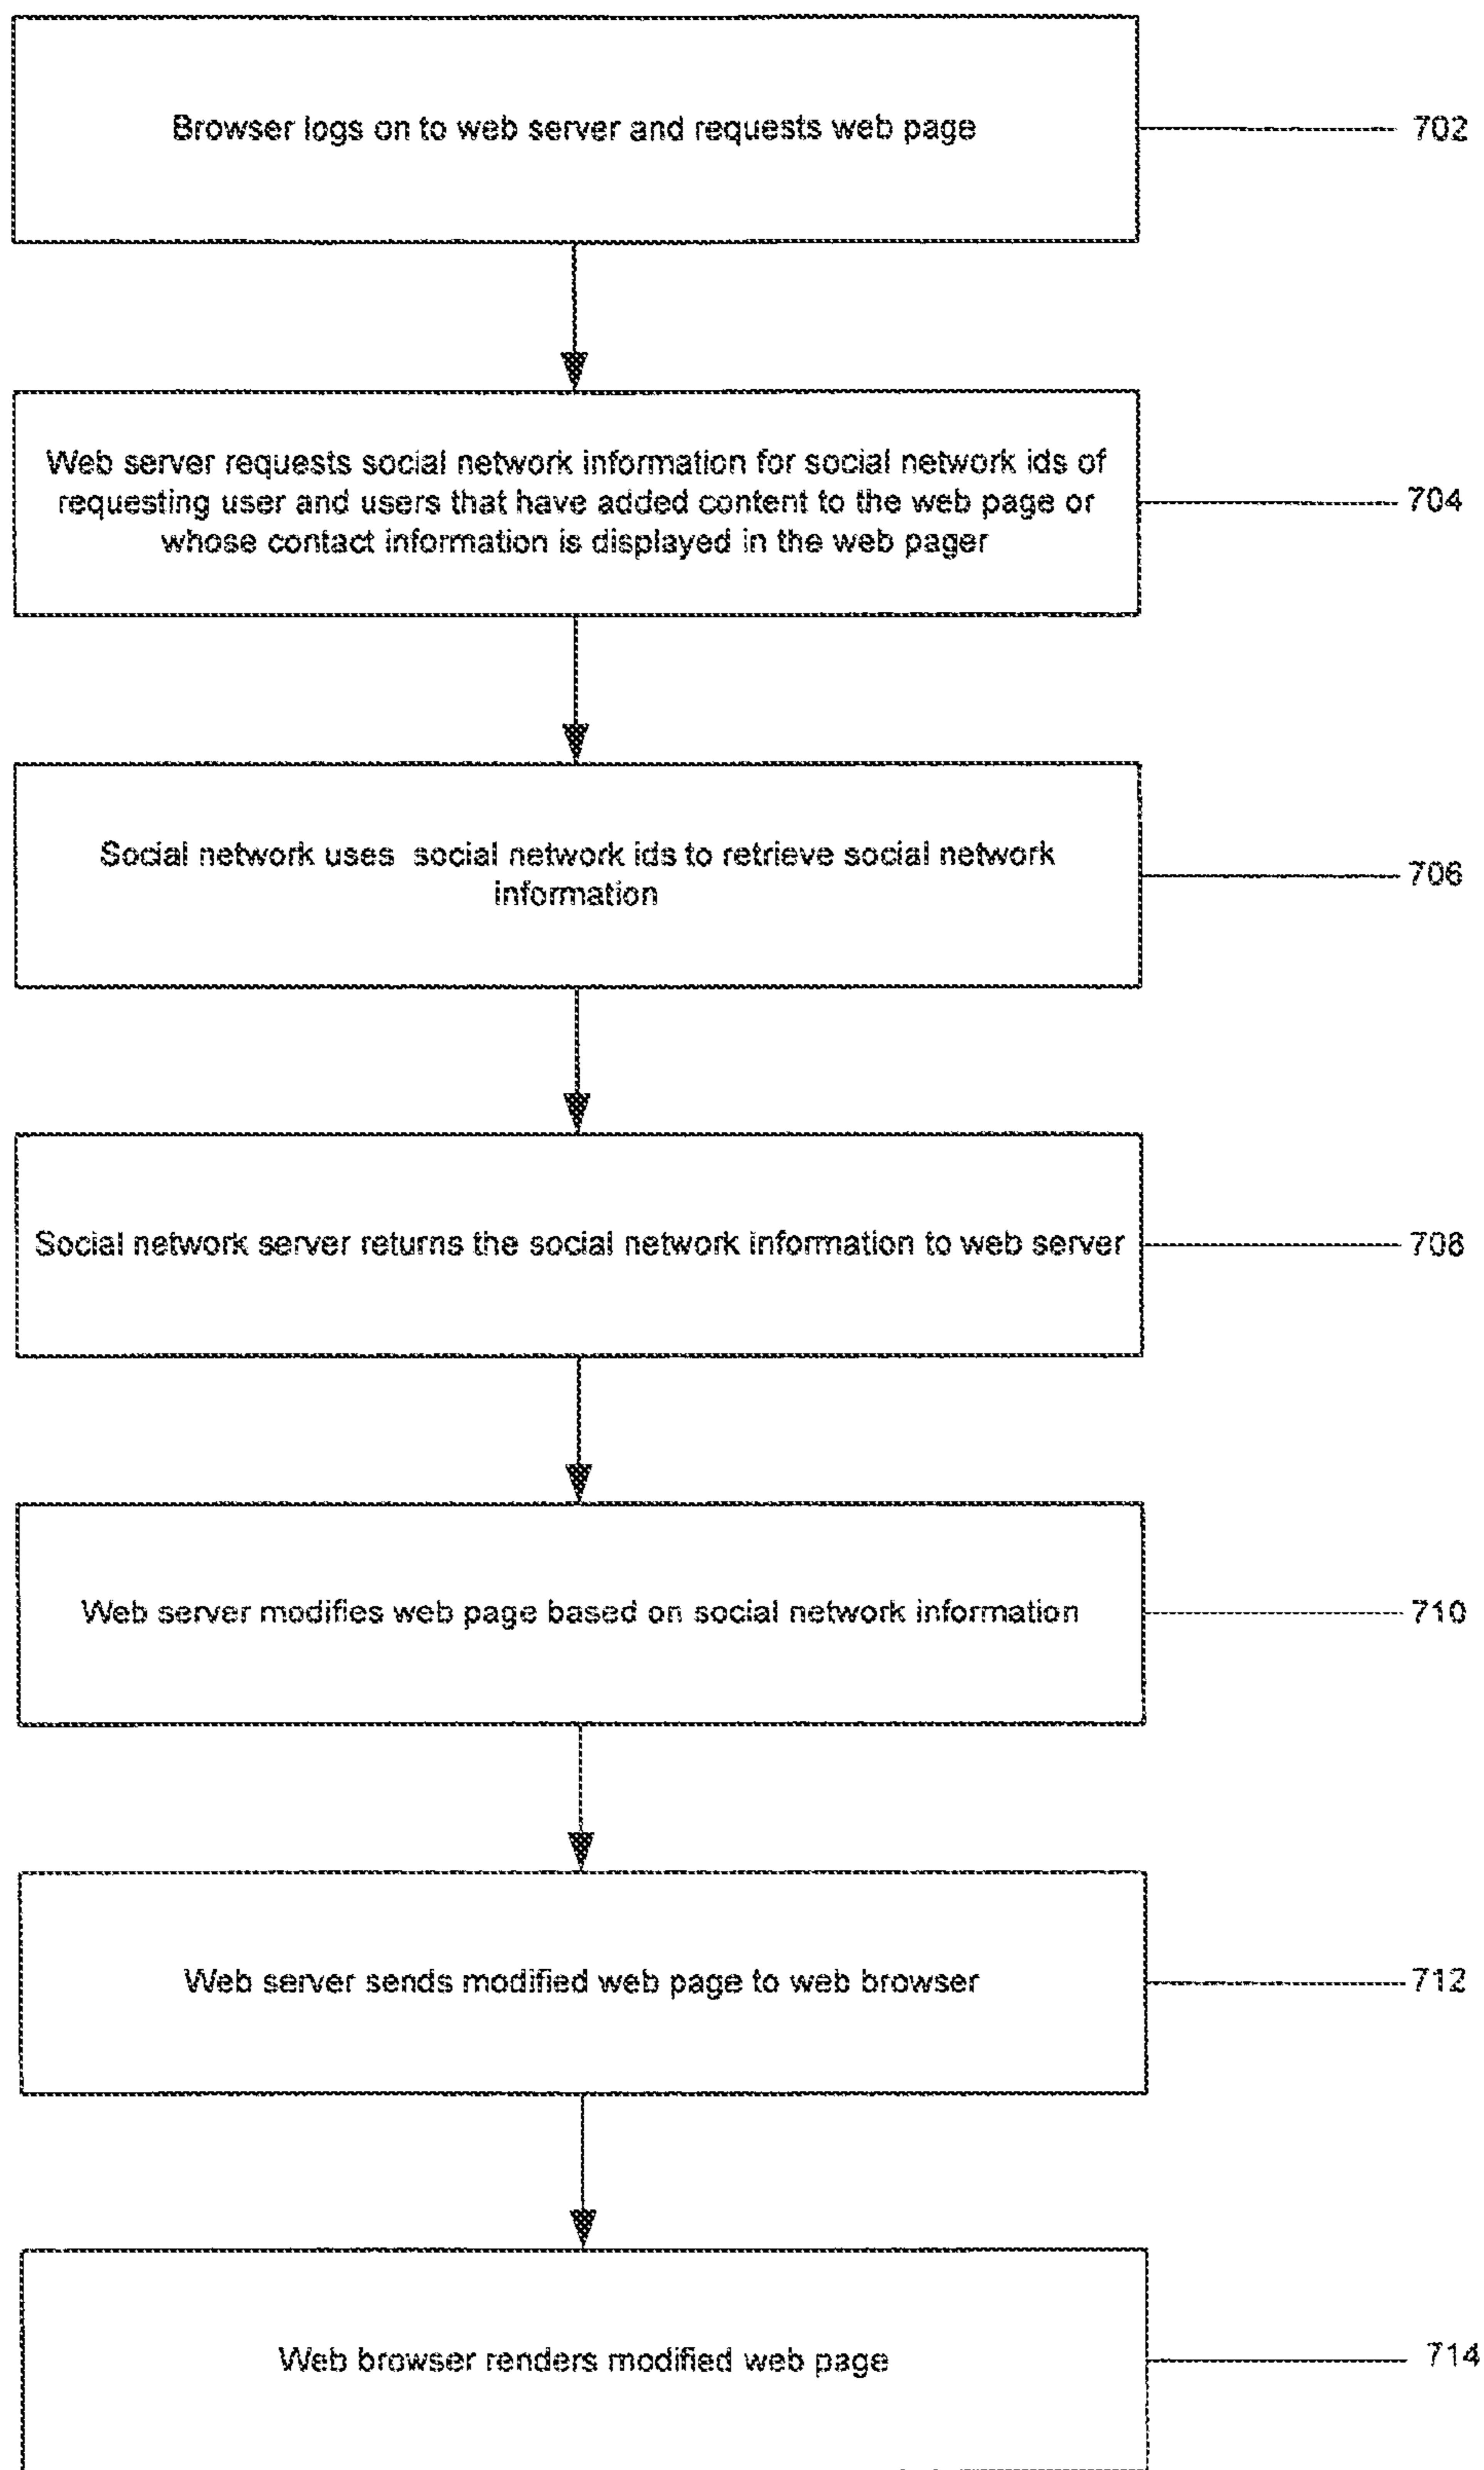 Browser logs on to web server and requests web page
702
Web server requests social network information for social network ids of
requesting user and users that have added content to the web page or
whose contact information is displayed in the web pager
704
Social network uses social network ids to retrieve social network
information
706
Social network server returns the social network information to web server
708
Web server modifies web page based on social network information
710
Web server sends modified web page to web browser
712
Web browser renders modified web page
714